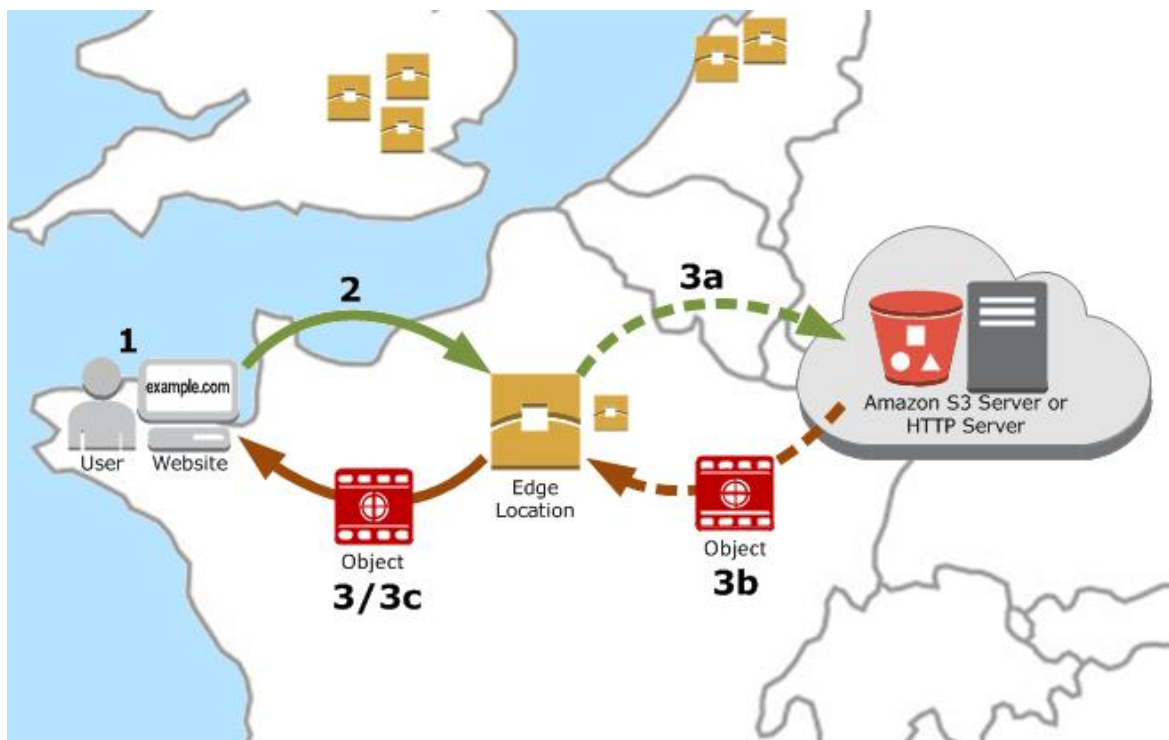 1
example.com
User
Website
2
Edge
Location
3a
Amazon S3 Server or
HTTP Server
Object
3b
Object
3/3c